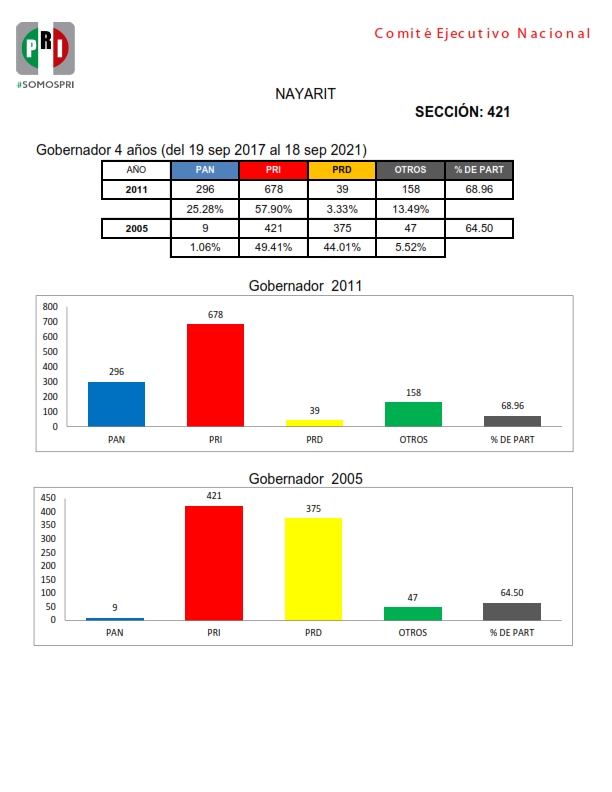 Comité Ejecutivo Nacional
PRI
#SOMOSPRI
NAYARIT
SECCIÓN: 421
Gobernador 4 años (del 19 sep 2017 al 18 sep 2021)
AÑO PAN PRI PRD OTROS % DE PART
2011 296 678 39 158 68.96
25.28% 57.90% 3.33% 13.49%
2005 9 421 375 47 64.50
1.06% 49.41% 44.01% 5.52%
Gobernador 2011
800
700
600
500
400
300
200
100
0
296
678
39
158
68.96
PAN PRI PRD OTROS % DE PART
Gobernador 2005
450
400
350
300
250
200
150
100
50
0
9
421
375
47
64.50
PAN PRI PRD OTROS % DE PART